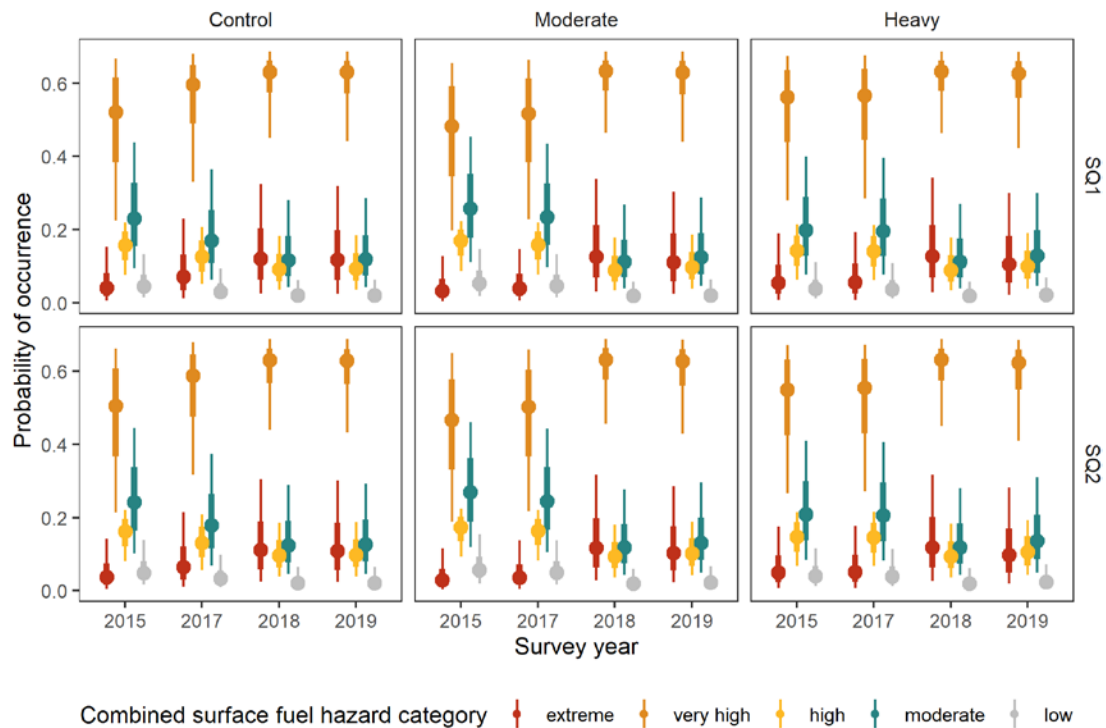 Control Moderate Heavy
0.6
0.4
0.2
0.0
SQ1
Probability of occurrence
0.6
0.4
0.2
0.0
SQ2
2015 2017 2018 2019 2015 2017 2018 2019 2015 2017 2018 2019
Survey year
Combined surface fuel hazard category extreme very high high moderate low